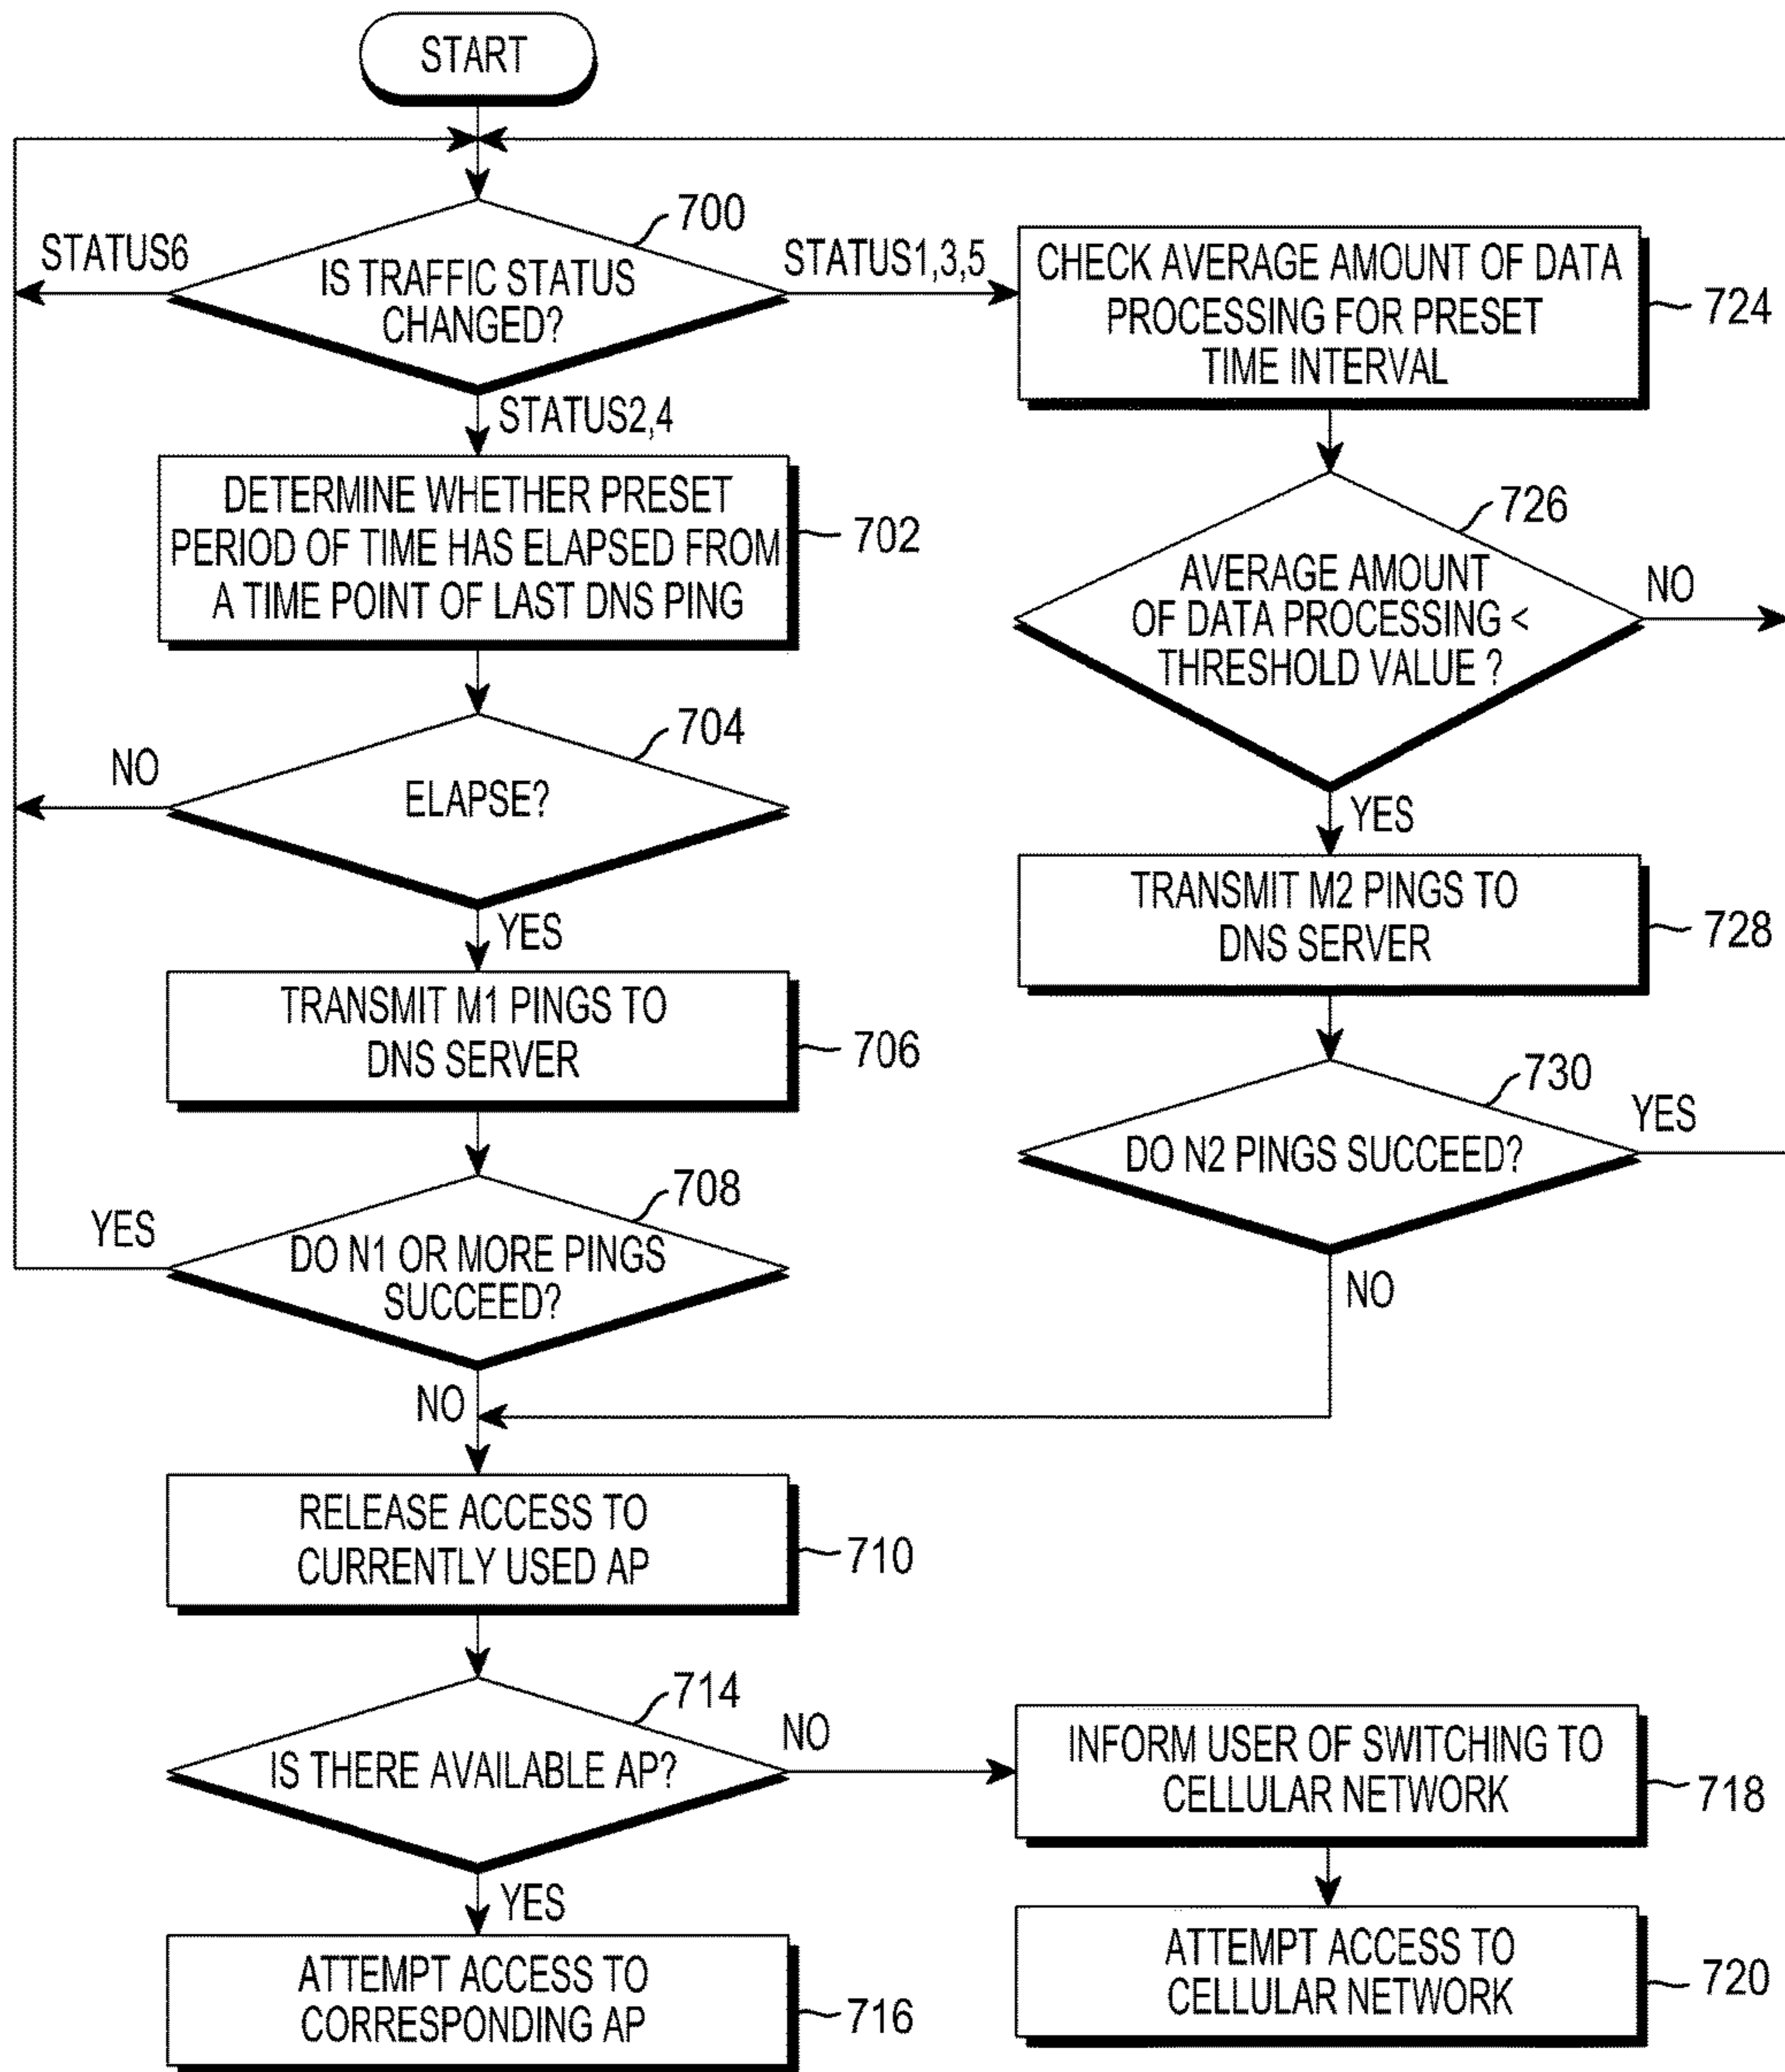 START
700
STATUS6
IS TRAFFIC STATUS
CHANGED?
STATUS1,3,5
STATUS2,4
CHECK AVERAGE AMOUNT OF DATA
PROCESSING FOR PRESET
TIME INTERVAL
724
DETERMINE WHETHER PRESET
PERIOD OF TIME HAS ELAPSED FROM
A TIME POINT OF LAST DNS PING
702
726
AVERAGE AMOUNT
OF DATA PROCESSING <
THRESHOLD VALUE ?
NO
YES
704
NO
ELAPSE?
YES
TRANSMIT M2 PINGS TO
DNS SERVER
728
TRANSMIT M1 PINGS TO
DNS SERVER
706
730
DO N2 PINGS SUCCEED?
YES
NO
708
YES
DO N1 OR MORE PINGS
SUCCEED?
NO
RELEASE ACCESS TO
CURRENTLY USED AP
710
714
IS THERE AVAILABLE AP?
NO
YES
INFORM USER OF SWITCHING TO
CELLULAR NETWORK
718
ATTEMPT ACCESS TO
CORRESPONDING AP
716
ATTEMPT ACCESS TO
CELLULAR NETWORK
720